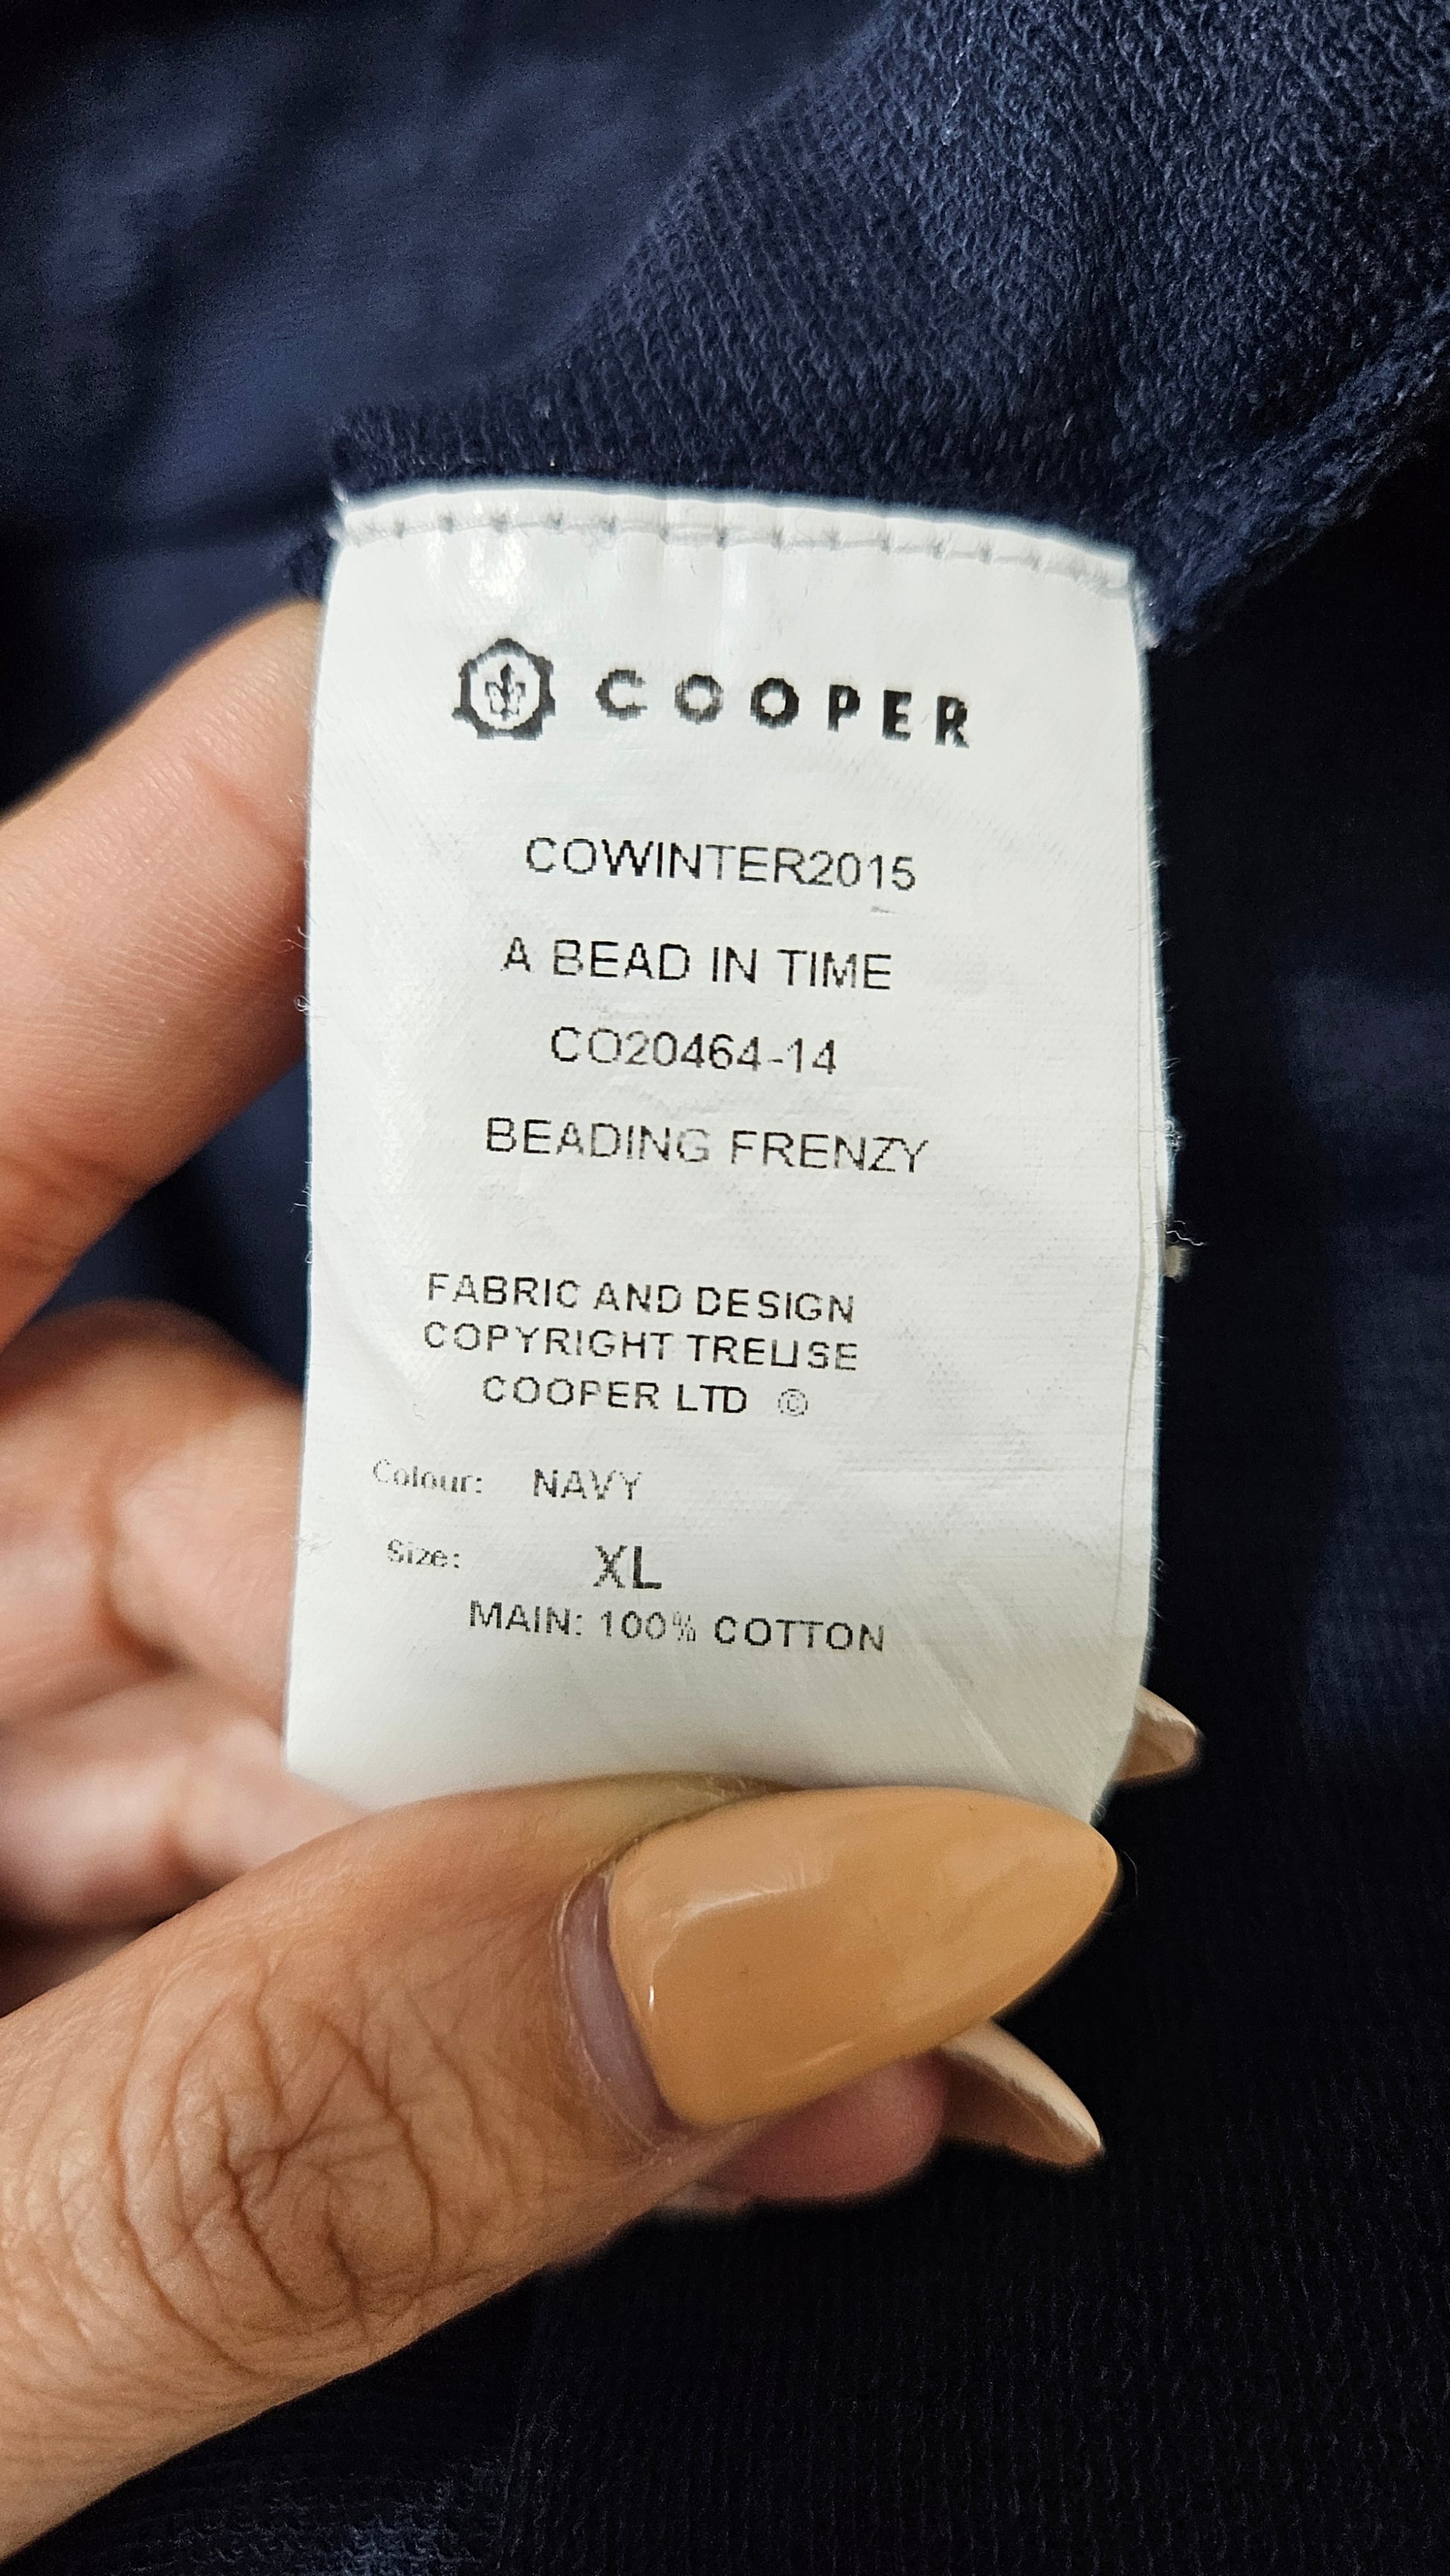 COOPER
COWINTER2015
A BEAD IN TIME
CO20464-14
BEADING FRENZY
FABRIC AND DESIGN
COPYRIGHT TRELISE
COOPER LTD ©
Colour: NAVY
Size: XL
MAIN: 100% COTTON